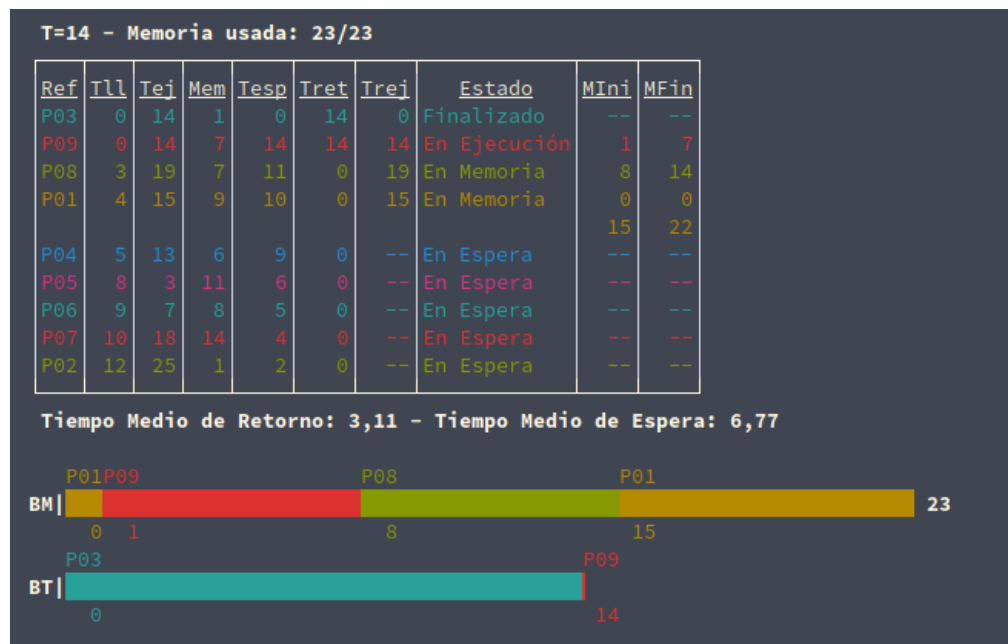 T=14 - Memoria usada: 23/23
Ref Tll Tej Mem Tesp Tret Trej Estado MIni MFin
P03 0 14 1 0 14 0 Finalizado -- --
P09 0 14 7 14 14 14 En Ejecución 1 7
P08 3 19 7 11 0 19 En Memoria 8 14
P01 4 15 9 10 0 15 En Memoria 0 0
15 22
P04 5 13 6 9 0 -- En Espera -- --
P05 8 3 11 6 0 -- En Espera -- --
P06 9 7 8 5 0 -- En Espera -- --
P07 10 18 14 4 0 -- En Espera -- --
P02 12 25 1 2 0 -- En Espera -- --
Tiempo Medio de Retorno: 3,11 - Tiempo Medio de Espera: 6,77
P01P09 P08 P01
BM| 23
0 1 8 15
P03 P09
BT|
0 14